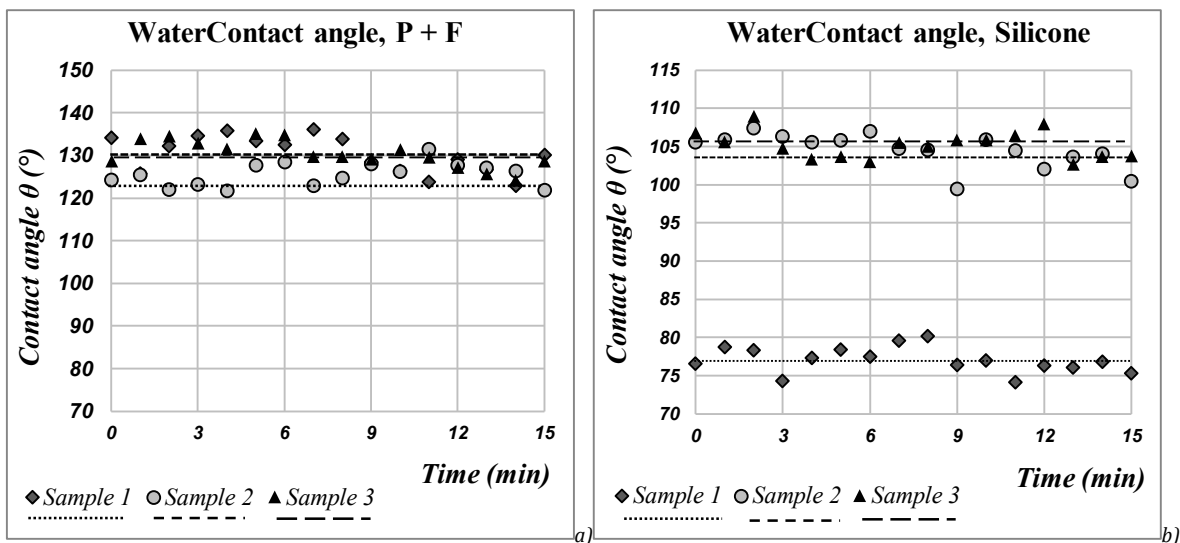 WaterContact angle, P + F
150
140
130
120
110
100
90
80
70
0 3 6 9 12 15
Contact angle θ (°)
Time (min)
Sample 1 Sample 2 Sample 3
a)
WaterContact angle, Silicone
115
110
105
100
95
90
85
80
75
70
0 3 6 9 12 15
Contact angle θ (°)
Time (min)
Sample 1 Sample 2 Sample 3
b)